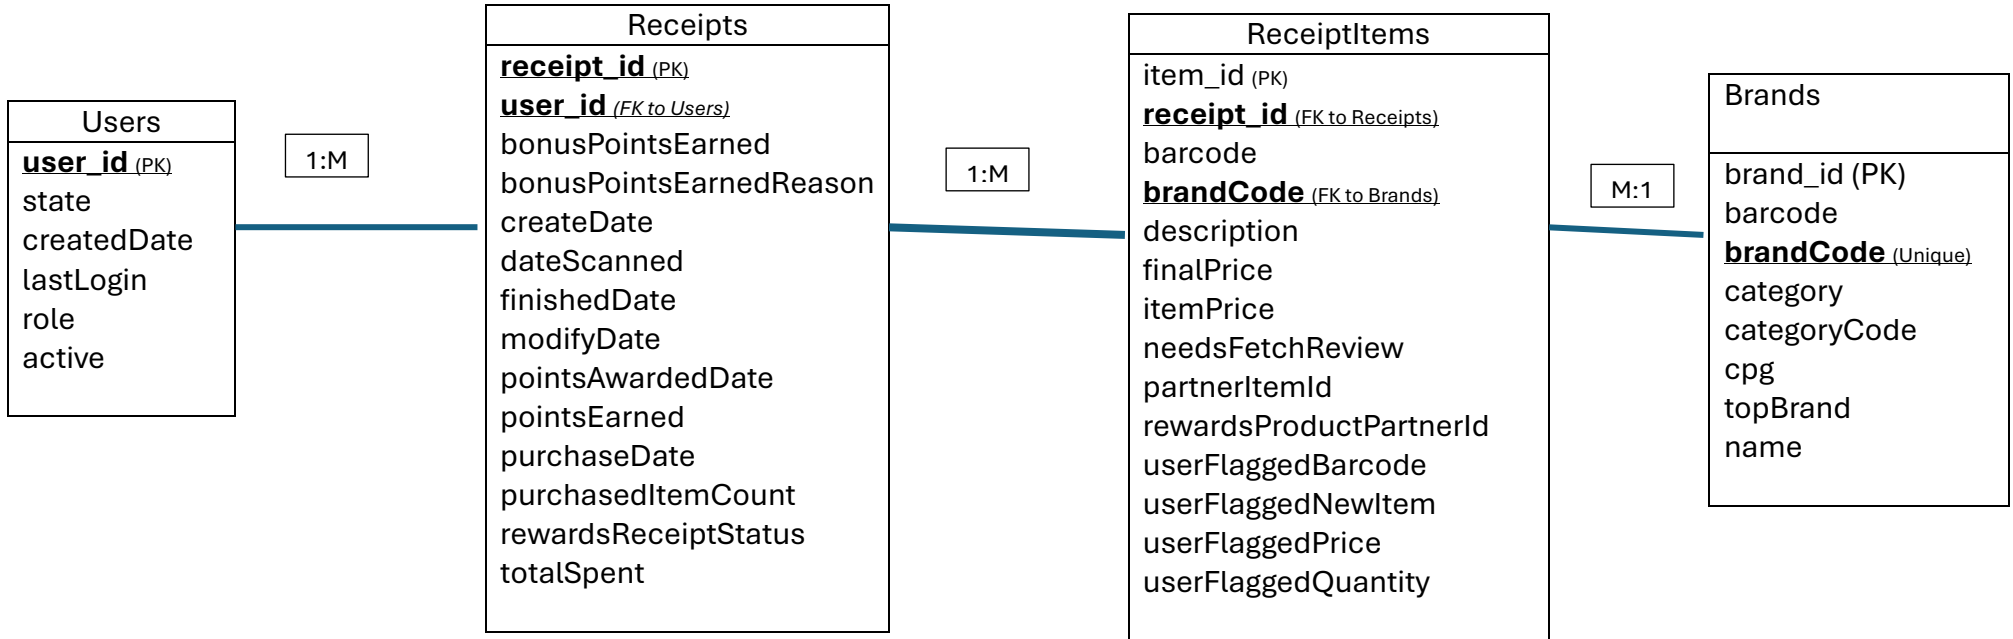 Users
user_id (PK)
state
createdDate
lastLogin
role
active
1:M
Receipts
receipt_id (PK)
user_id (FK to Users)
bonusPointsEarned
bonusPointsEarnedReason
createDate
dateScanned
finishedDate
modifyDate
pointsAwardedDate
pointsEarned
purchaseDate
purchasedItemCount
rewardsReceiptStatus
totalSpent
1:M
ReceiptItems
item_id (PK)
receipt_id (FK to Receipts)
barcode
brandCode (FK to Brands)
description
finalPrice
itemPrice
needsFetchReview
partnerItemId
rewardsProductPartnerId
userFlaggedBarcode
userFlaggedNewItem
userFlaggedPrice
userFlaggedQuantity
M:1
Brands
brand_id (PK)
barcode
brandCode (Unique)
category
categoryCode
cpg
topBrand
name